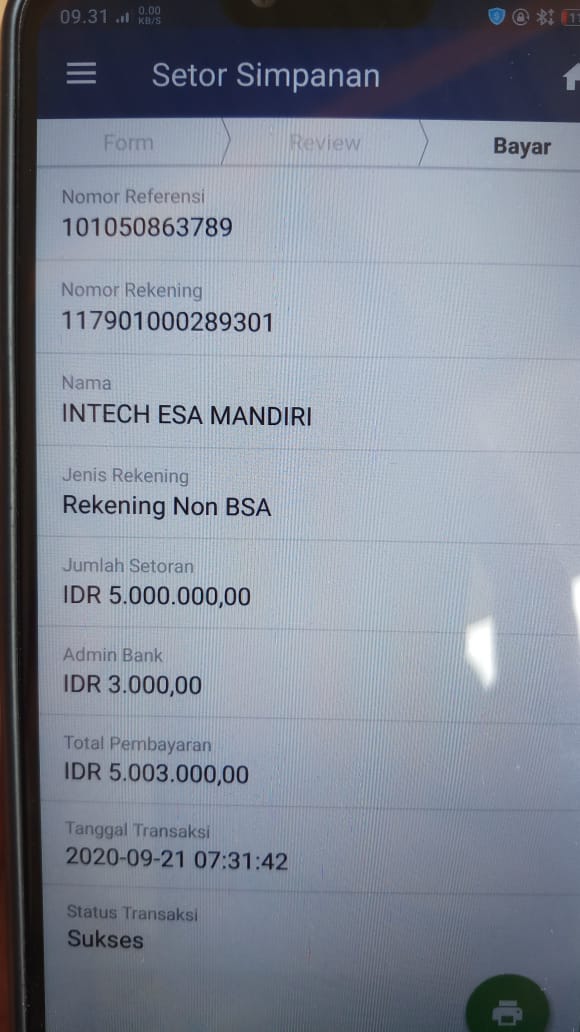 09.31 0.00 KB/S
Setor Simpanan
Form Review Bayar
Nomor Referensi
101050863789
Nomor Rekening
117901000289301
Nama
INTECH ESA MANDIRI
Jenis Rekening
Rekening Non BSA
Jumlah Setoran
IDR 5.000.000,00
Admin Bank
IDR 3.000,00
Total Pembayaran
IDR 5.003.000,00
Tanggal Transaksi
2020-09-21 07:31:42
Status Transaksi
Sukses